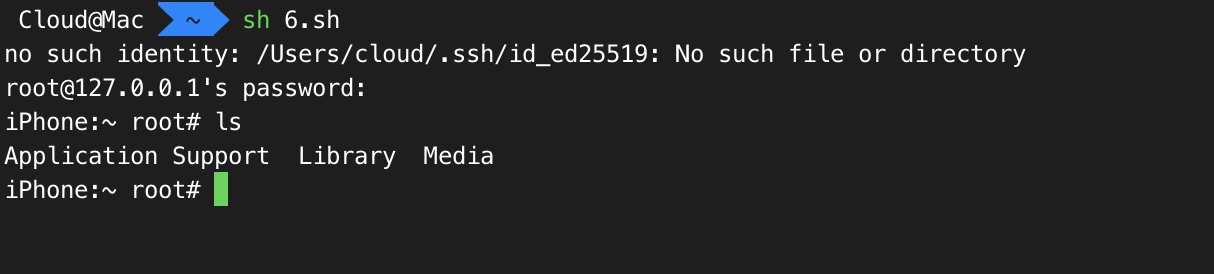 Cloud@Mac ~ sh 6.sh
no such identity: /Users/cloud/.ssh/id_ed25519: No such file or directory
root@127.0.0.1's password:
iPhone:~ root# ls
Application Support  Library  Media
iPhone:~ root#